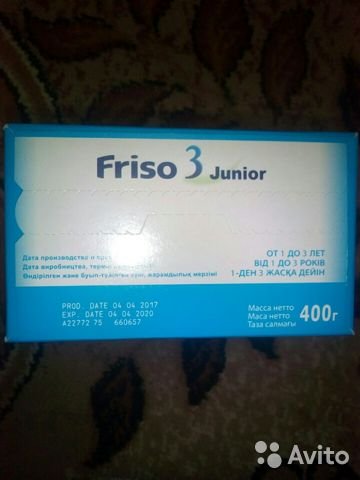 Friso 3 Junior
Дата производства и
Дата виробництва,
Өндірілген және буып-түйілген күні, жарамдылық мерзімі
ОТ 1 ДО 3 ЛЕТ
ВІД 1 ДО 3 РОКІВ
1-ДЕН 3 ЖАСҚА ДЕЙІН
PROD. DATE 04 04 2017
EXP. DATE 04 04 2020
A22772 75 660657
Масса нетто
Маса нетто
Таза салмағы
400г
Avito